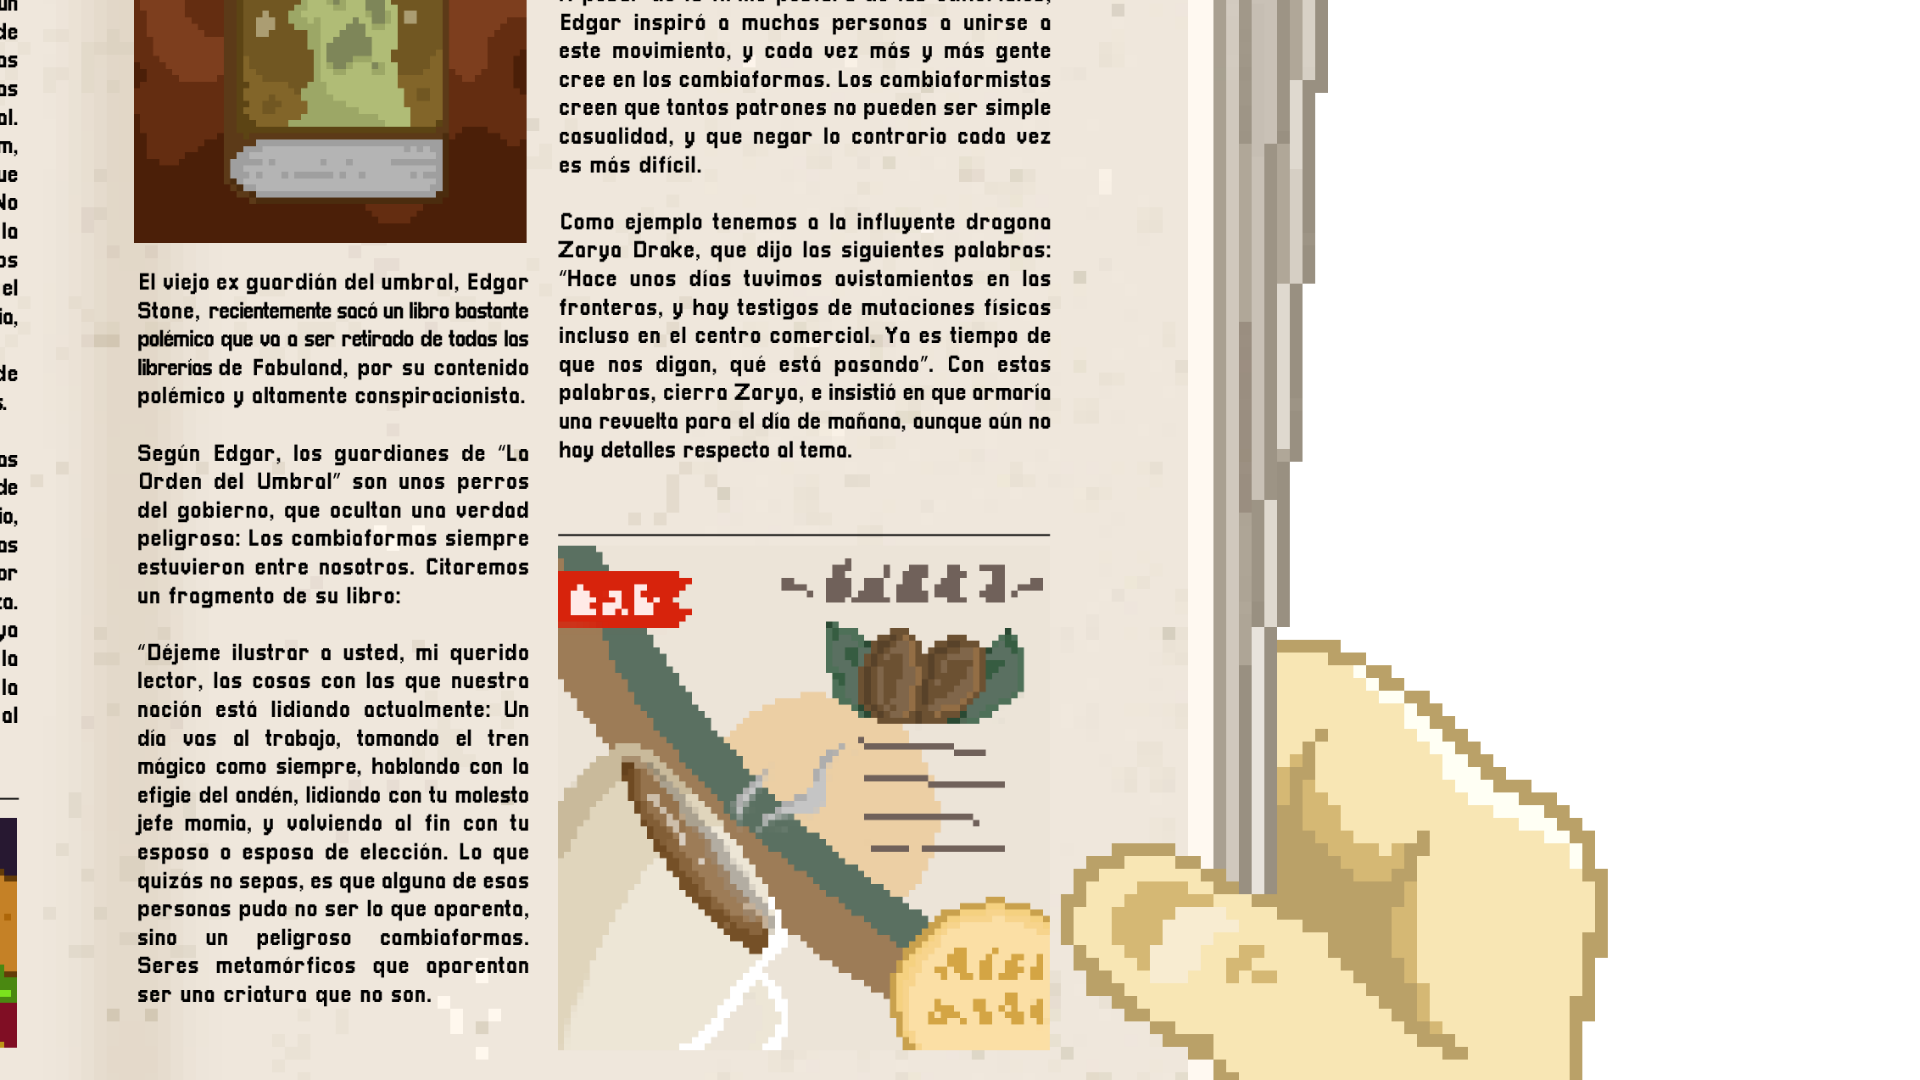 El viejo ex guardián del umbral, Edgar
Stone, recientemente sacó un libro bastante
polémico que va a ser retirado de todas las
librerías de Fabuland, por su contenido
polémico y altamente conspiracionista.
Según Edgar, los guardianes de “La
Orden del Umbral” son unos perros
del gobierno, que ocultan una verdad
peligrosa: Los cambiaformas siempre
estuvieron entre nosotros. Citaremos
un fragmento de su libro:
“Déjeme ilustrar a usted, mi querido
lector, las cosas con las que nuestra
nación está lidiando actualmente: Un
día vas al trabajo, tomando el tren
mágico como siempre, hablando con la
efigie del andén, lidiando con tu molesto
jefe momia, y volviendo al fin con tu
esposo o esposa de elección. Lo que
quizás no sepas, es que alguna de esas
personas pudo no ser lo que aparenta,
sino un peligroso cambiaformas.
Seres metamórficos que aparentan
ser una criatura que no son.
Edgar inspiró a muchas personas a unirse a
este movimiento, y cada vez más y más gente
cree en los cambiaformas. Los cambiaformistas
creen que tantos patrones no pueden ser simple
casualidad, y que negar lo contrario cada vez
es más difícil.
Como ejemplo tenemos a la influyente dragona
Zarya Drake, que dijo las siguientes palabras:
“Hace unos días tuvimos avistamientos en las
fronteras, y hay testigos de mutaciones físicas
incluso en el centro comercial. Ya es tiempo de
que nos digan, qué está pasando”. Con estas
palabras, cierra Zarya, e insistió en que armaría
una revuelta para el día de mañana, aunque aún no
hay detalles respecto al tema.